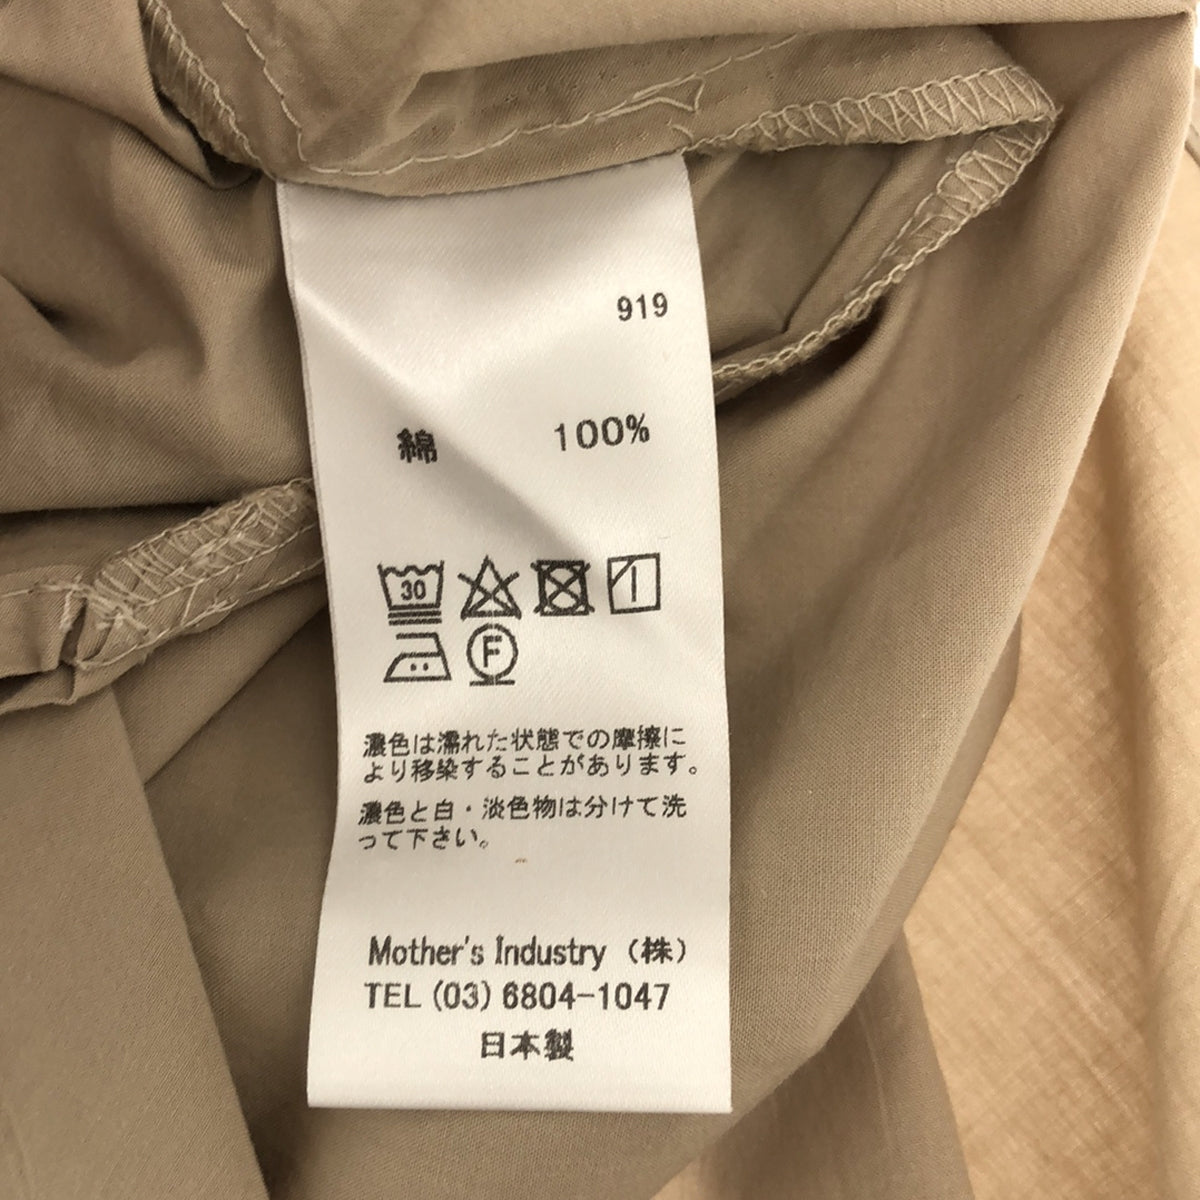 919
綿 100%
30
F
濃色は濡れた状態での摩擦に
より移染することがあります。
濃色と白・淡色物は分けて洗
って下さい。
Mother's Industry (株)
TEL (03) 6804-1047
日本製